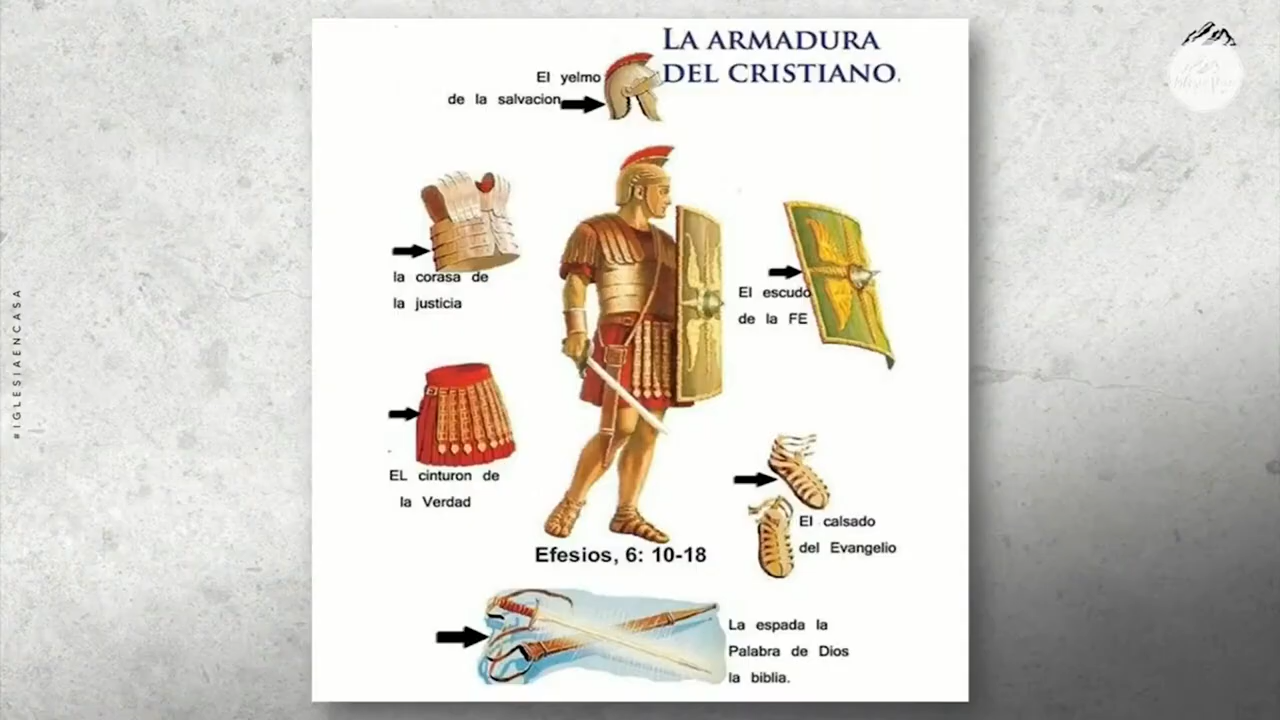 LA ARMADURA
DEL CRISTIANO.
El yelmo
de la salvacion
la corasa de
la justicia
El escudo
de la FE
EL cinturon de
la Verdad
El calsado
del Evangelio
Efesios, 6: 10-18
La espada la
Palabra de Dios
la biblia.
#IGLESIAENCASA